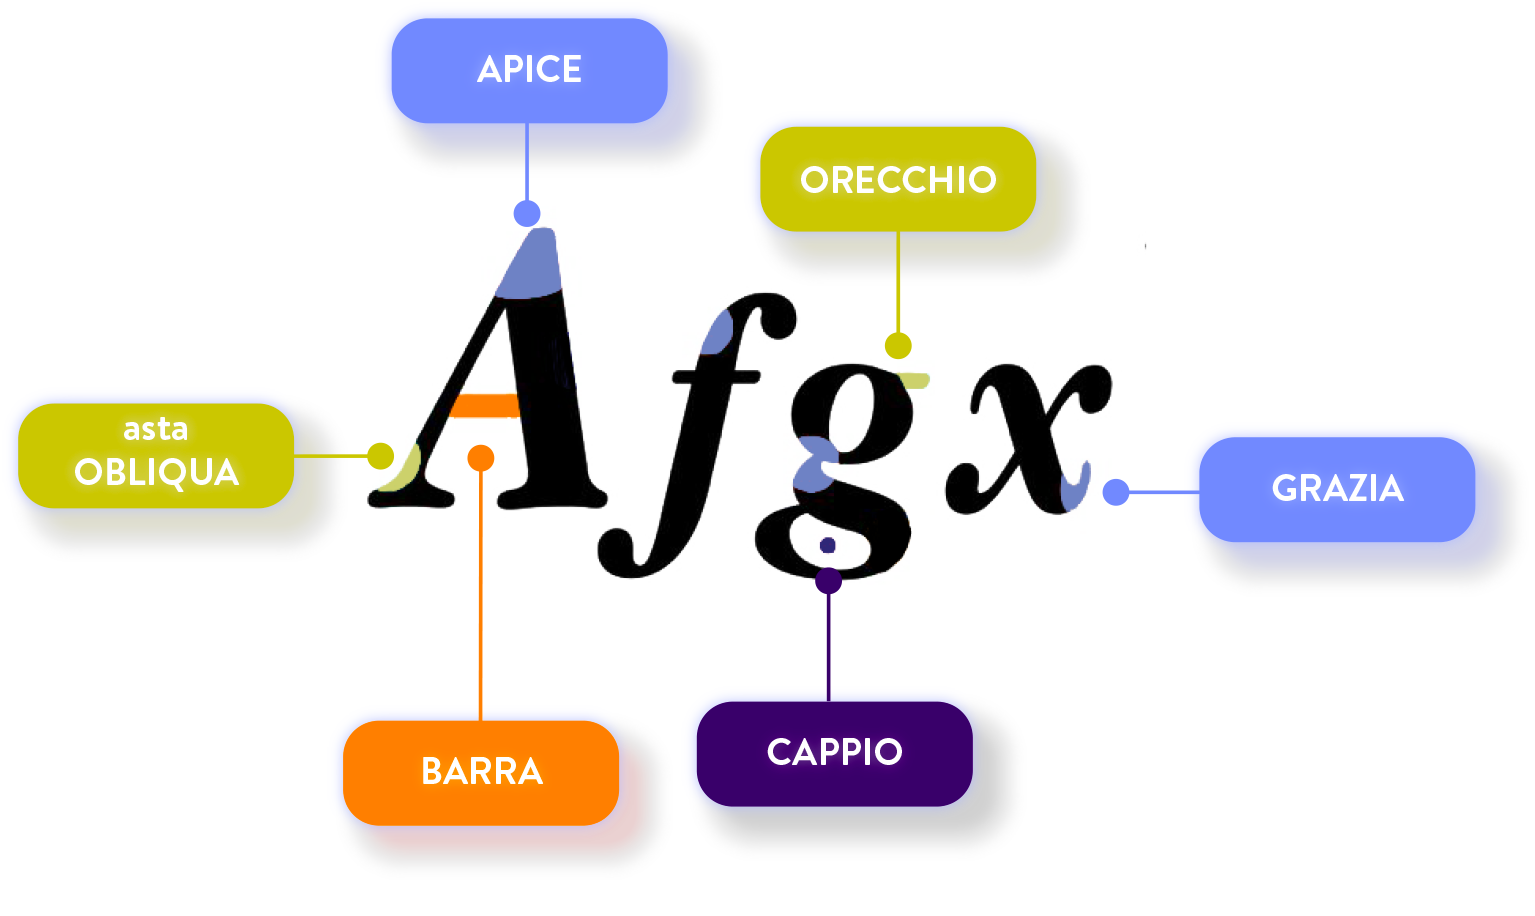 APICE
ORECCHIO
Afgx
asta
OBLIQUA
GRAZIA
BARRA
CAPPIO